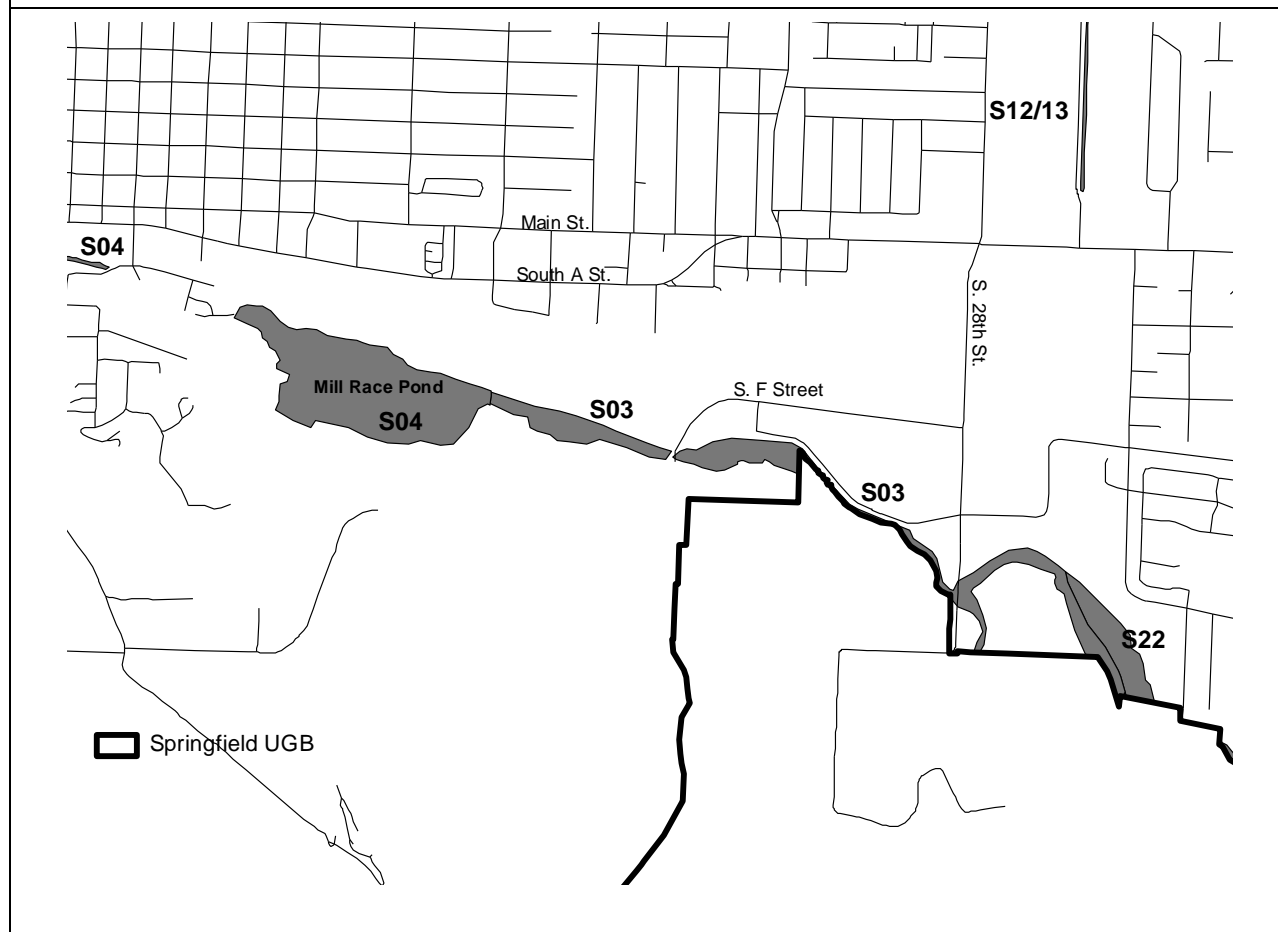 S12/13
Main St.
S04
South A St.
S. 28th St.
Mill Race Pond
S. F Street
S03
S04
S03
S22
Springfield UGB